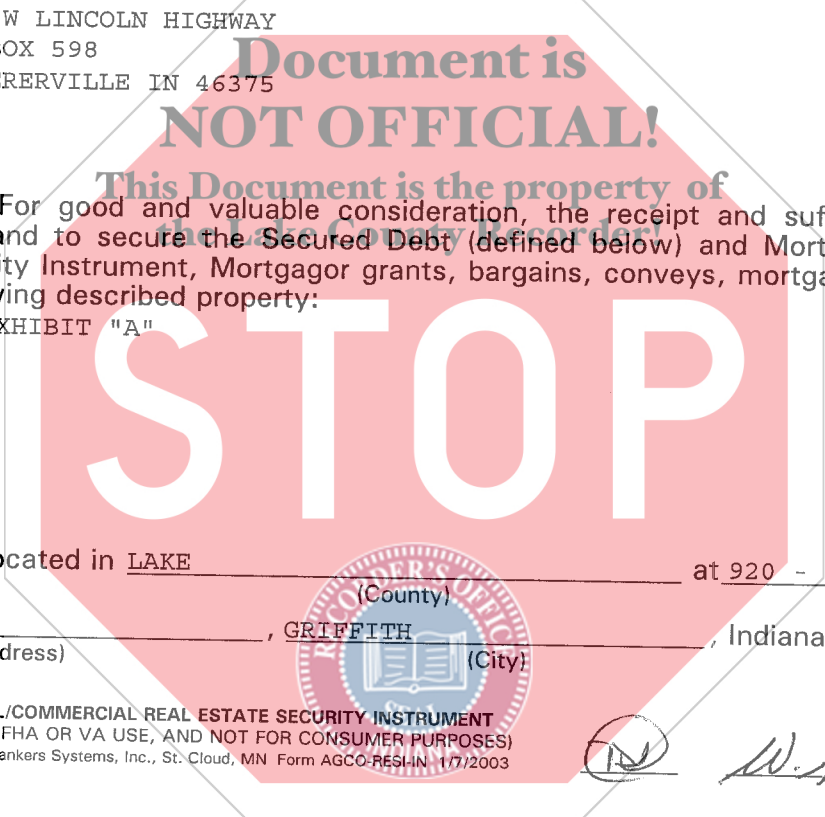 W LINCOLN HIGHWAY
BOX 598
RERVILLE IN 46375
Document is
NOT OFFICIAL!
This Document is the property of
the Lake County Recorder!
For good and valuable consideration, the receipt and suf
and to secure the Secured Debt (defined below) and Mort
ity Instrument, Mortgagor grants, bargains, conveys, mortga
ving described property:
XHIBIT "A"
STOP
ocated in LAKE at 920 -
(County)
, GRIFFITH , Indiana
dress) (City)
RECORDER'S OFFICE
SEAL
INDIANA
L/COMMERCIAL REAL ESTATE SECURITY INSTRUMENT
FHA OR VA USE, AND NOT FOR CONSUMER PURPOSES)
ankers Systems, Inc., St. Cloud, MN Form AGCO-RESI-IN 1/7/2003